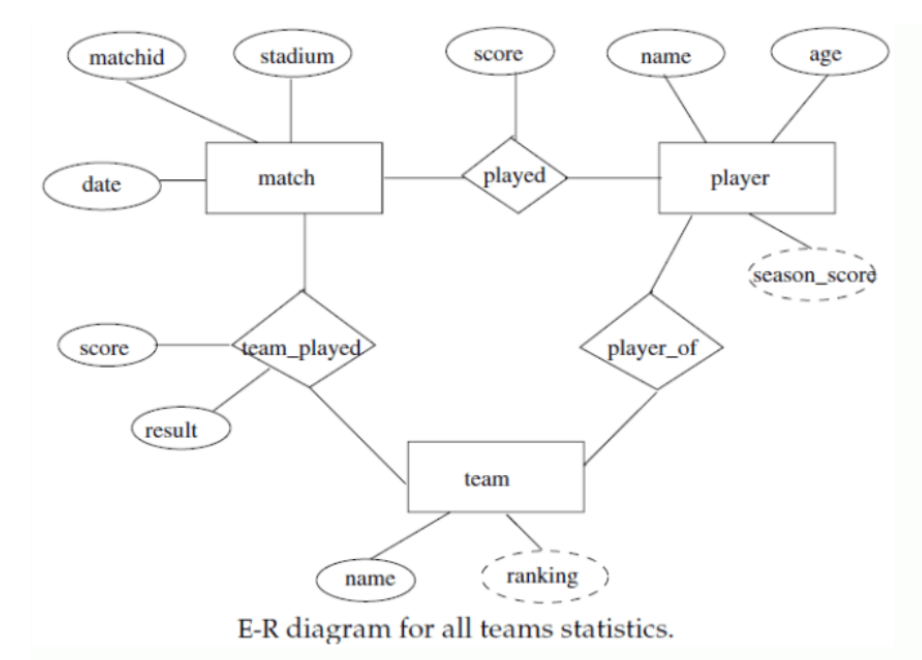 matchid
stadium
score
name
age
date
match
played
player
season_score
score
team_played
player_of
result
team
name
ranking
E-R diagram for all teams statistics.